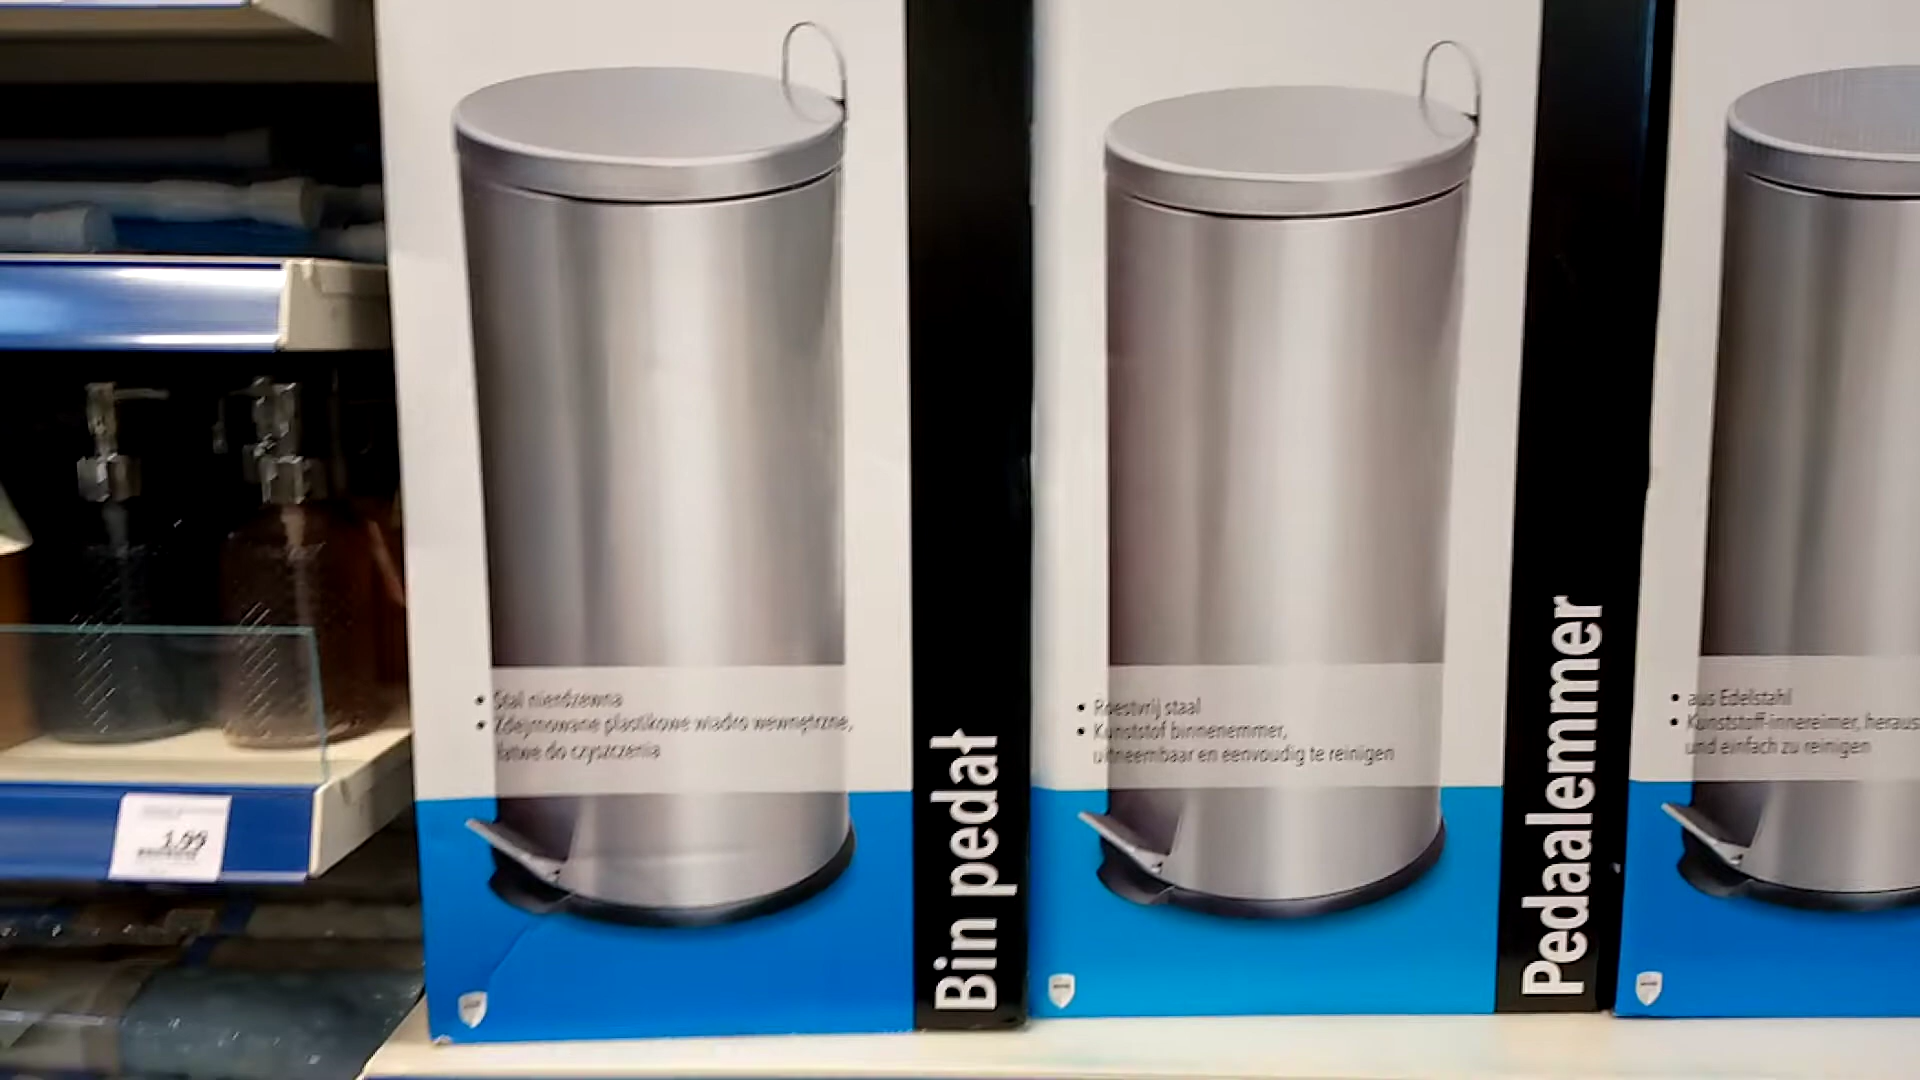 • Stal nierdzewna
• Zdejmowane plastikowe wiadro wewnętrzne,
łatwe do czyszczenia
Bin pedał
• Roestvrij staal
• Kunststof binnenemmer,
uitneembaar en eenvoudig te reinigen
Pedaalemmer
• aus Edelstahl
• Kunststoff-innereimer, heraus
und einfach zu reinigen
1.99